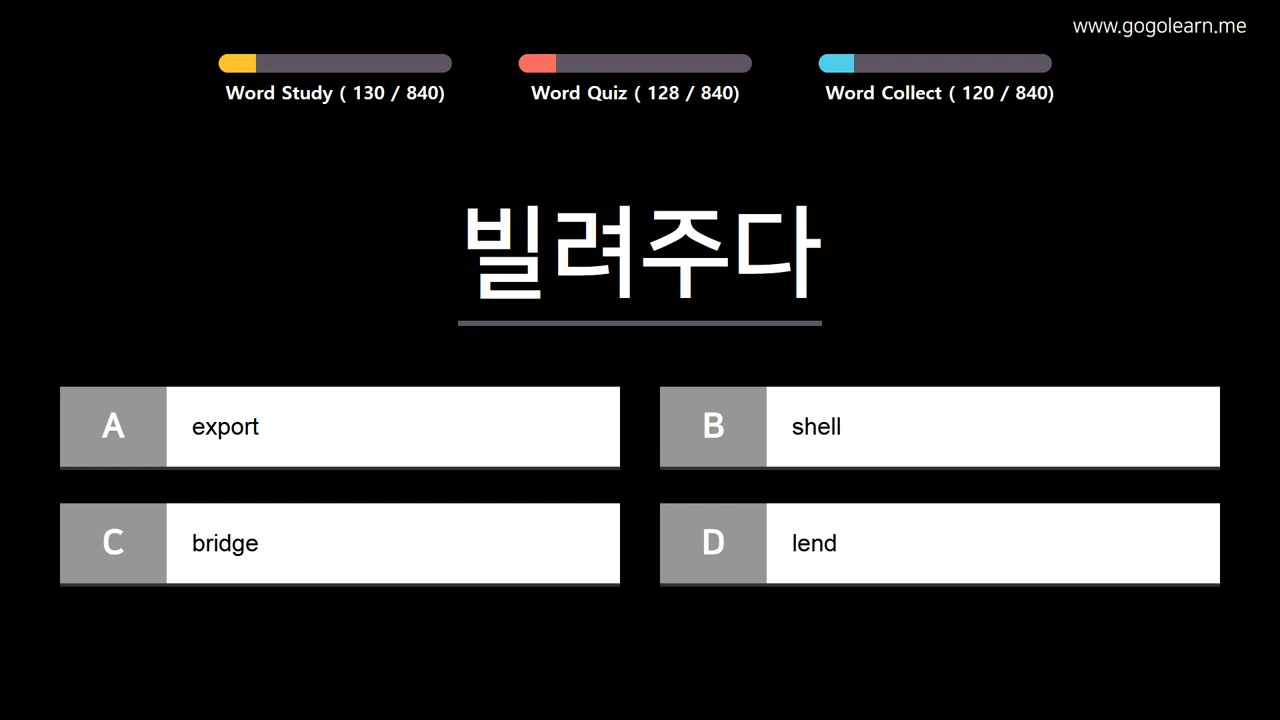 www.gogolearn.me
Word Study ( 130 / 840)
Word Quiz ( 128 / 840)
Word Collect ( 120 / 840)
빌려주다
A export
B shell
C bridge
D lend